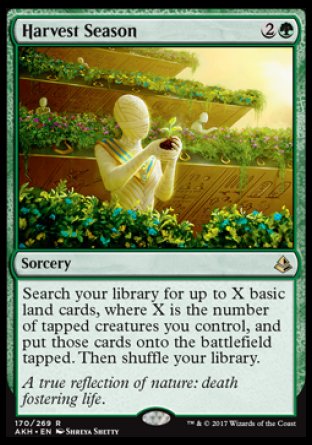 Harvest Season 2
Sorcery
Search your library for up to X basic
land cards, where X is the number
of tapped creatures you control, and
put those cards onto the battlefield
tapped. Then shuffle your library.
A true reflection of nature: death
fostering life.
170/269 R
AKH • EN Shreya Shetty
™ & © 2017 Wizards of the Coast